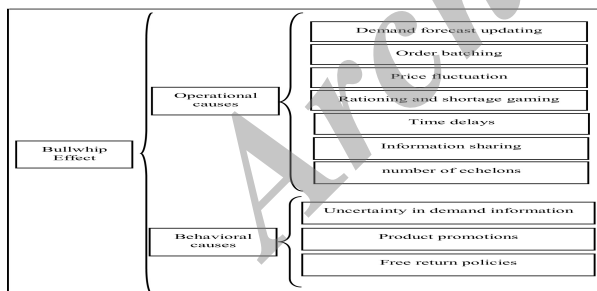 Demand forecast updating
Order batching
Price fluctuation
Operational
causes
Rationing and shortage gaming
Time delays
Bullwhip
Effect
Information sharing
number of echelons
Uncertainty in demand information
Behavioral
causes
Product promotions
Free return policies
Arch